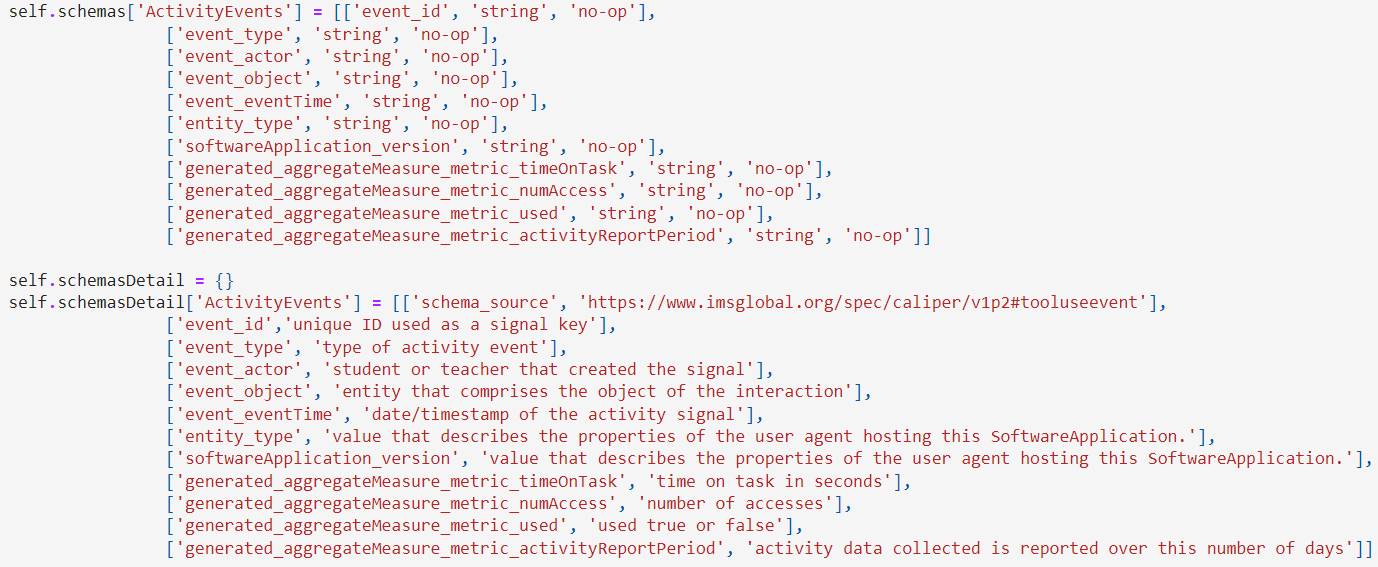 self.schemas['ActivityEvents'] = [['event_id', 'string', 'no-op'],
['event_type', 'string', 'no-op'],
['event_actor', 'string', 'no-op'],
['event_object', 'string', 'no-op'],
['event_eventTime', 'string', 'no-op'],
['entity_type', 'string', 'no-op'],
['softwareApplication_version', 'string', 'no-op'],
['generated_aggregateMeasure_metric_timeOnTask', 'string', 'no-op'],
['generated_aggregateMeasure_metric_numAccess', 'string', 'no-op'],
['generated_aggregateMeasure_metric_used', 'string', 'no-op'],
['generated_aggregateMeasure_metric_activityReportPeriod', 'string', 'no-op']]
self.schemasDetail = {}
self.schemasDetail['ActivityEvents'] = [['schema_source', 'https://www.imsglobal.org/spec/caliper/v1p2#tooluseevent'],
['event_id','unique ID used as a signal key'],
['event_type', 'type of activity event'],
['event_actor', 'student or teacher that created the signal'],
['event_object', 'entity that comprises the object of the interaction'],
['event_eventTime', 'date/timestamp of the activity signal'],
['entity_type', 'value that describes the properties of the user agent hosting this SoftwareApplication.'],
['softwareApplication_version', 'value that describes the properties of the user agent hosting this SoftwareApplication.'],
['generated_aggregateMeasure_metric_timeOnTask', 'time on task in seconds'],
['generated_aggregateMeasure_metric_numAccess', 'number of accesses'],
['generated_aggregateMeasure_metric_used', 'used true or false'],
['generated_aggregateMeasure_metric_activityReportPeriod', 'activity data collected is reported over this number of days']]